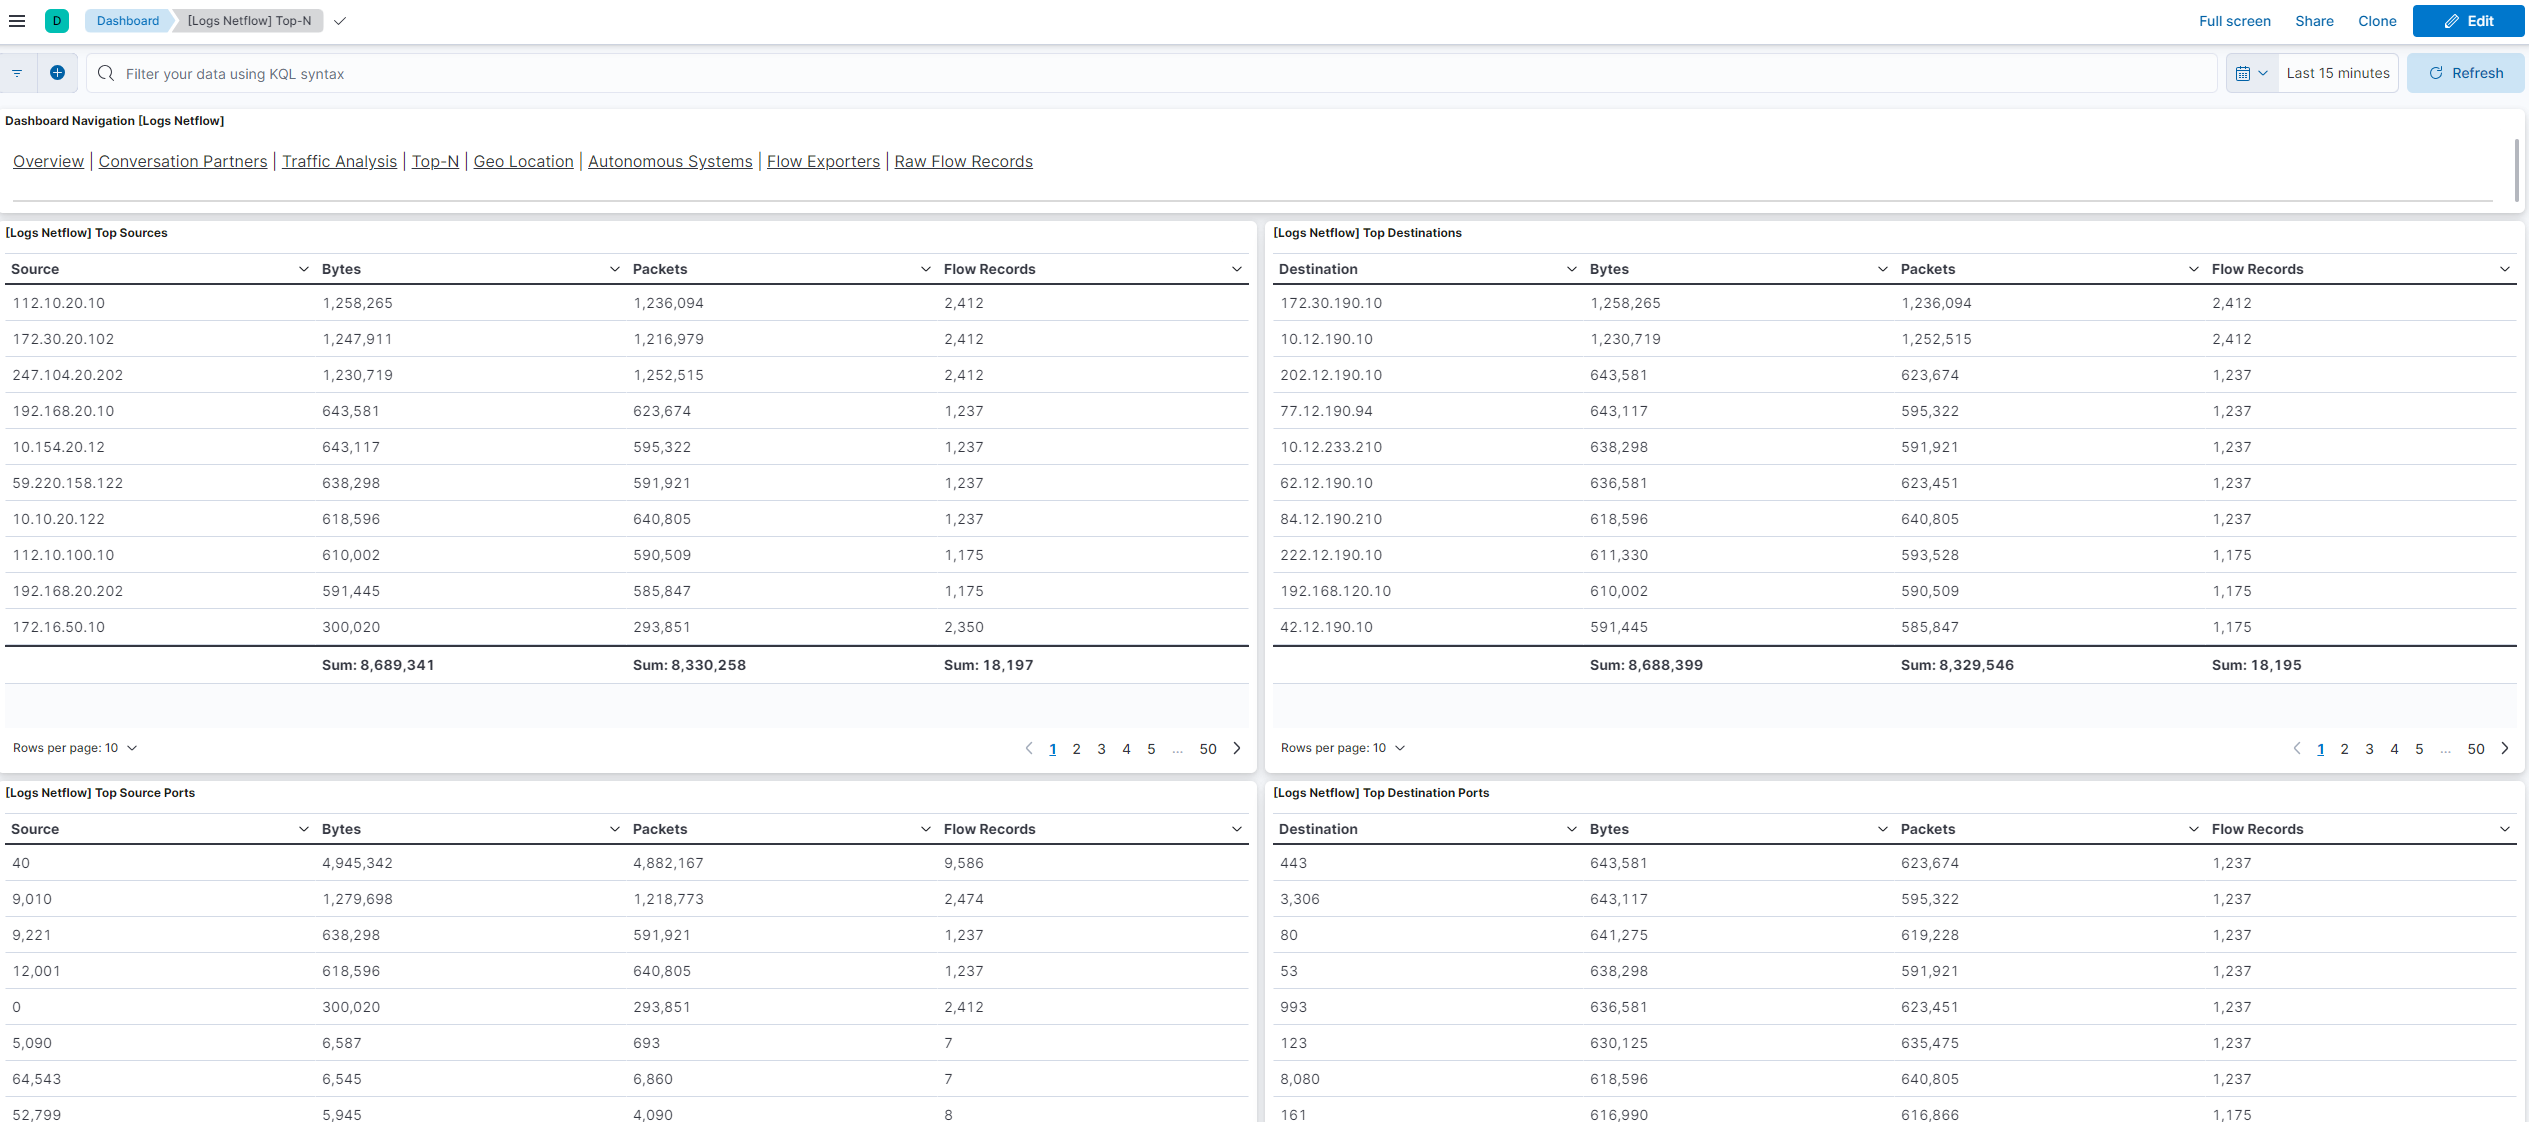 D Dashboard [Logs Netflow] Top-N Full screen Share Clone Edit
Filter your data using KQL syntax Last 15 minutes Refresh
Dashboard Navigation [Logs Netflow]
Overview | Conversation Partners | Traffic Analysis | Top-N | Geo Location | Autonomous Systems | Flow Exporters | Raw Flow Records
[Logs Netflow] Top Sources
Source Bytes Packets Flow Records
112.10.20.10 1,258,265 1,236,094 2,412
172.30.20.102 1,247,911 1,216,979 2,412
247.104.20.202 1,230,719 1,252,515 2,412
192.168.20.10 643,581 623,674 1,237
10.154.20.12 643,117 595,322 1,237
59.220.158.122 638,298 591,921 1,237
10.10.20.122 618,596 640,805 1,237
112.10.100.10 610,002 590,509 1,175
192.168.20.202 591,445 585,847 1,175
172.16.50.10 300,020 293,851 2,350
Sum: 8,689,341 Sum: 8,330,258 Sum: 18,197
Rows per page: 10 1 2 3 4 5 ... 50
[Logs Netflow] Top Destinations
Destination Bytes Packets Flow Records
172.30.190.10 1,258,265 1,236,094 2,412
10.12.190.10 1,230,719 1,252,515 2,412
202.12.190.10 643,581 623,674 1,237
77.12.190.94 643,117 595,322 1,237
10.12.233.210 638,298 591,921 1,237
62.12.190.10 636,581 623,451 1,237
84.12.190.210 618,596 640,805 1,237
222.12.190.10 611,330 593,528 1,175
192.168.120.10 610,002 590,509 1,175
42.12.190.10 591,445 585,847 1,175
Sum: 8,688,399 Sum: 8,329,546 Sum: 18,195
Rows per page: 10 1 2 3 4 5 ... 50
[Logs Netflow] Top Source Ports
Source Bytes Packets Flow Records
40 4,945,342 4,882,167 9,586
9,010 1,279,698 1,218,773 2,474
9,221 638,298 591,921 1,237
12,001 618,596 640,805 1,237
0 300,020 293,851 2,412
5,090 6,587 693 7
64,543 6,545 6,860 7
52,799 5,945 4,090 8
[Logs Netflow] Top Destination Ports
Destination Bytes Packets Flow Records
443 643,581 623,674 1,237
3,306 643,117 595,322 1,237
80 641,275 619,228 1,237
53 638,298 591,921 1,237
993 636,581 623,451 1,237
123 630,125 635,475 1,237
8,080 618,596 640,805 1,237
161 616,990 616,866 1,175